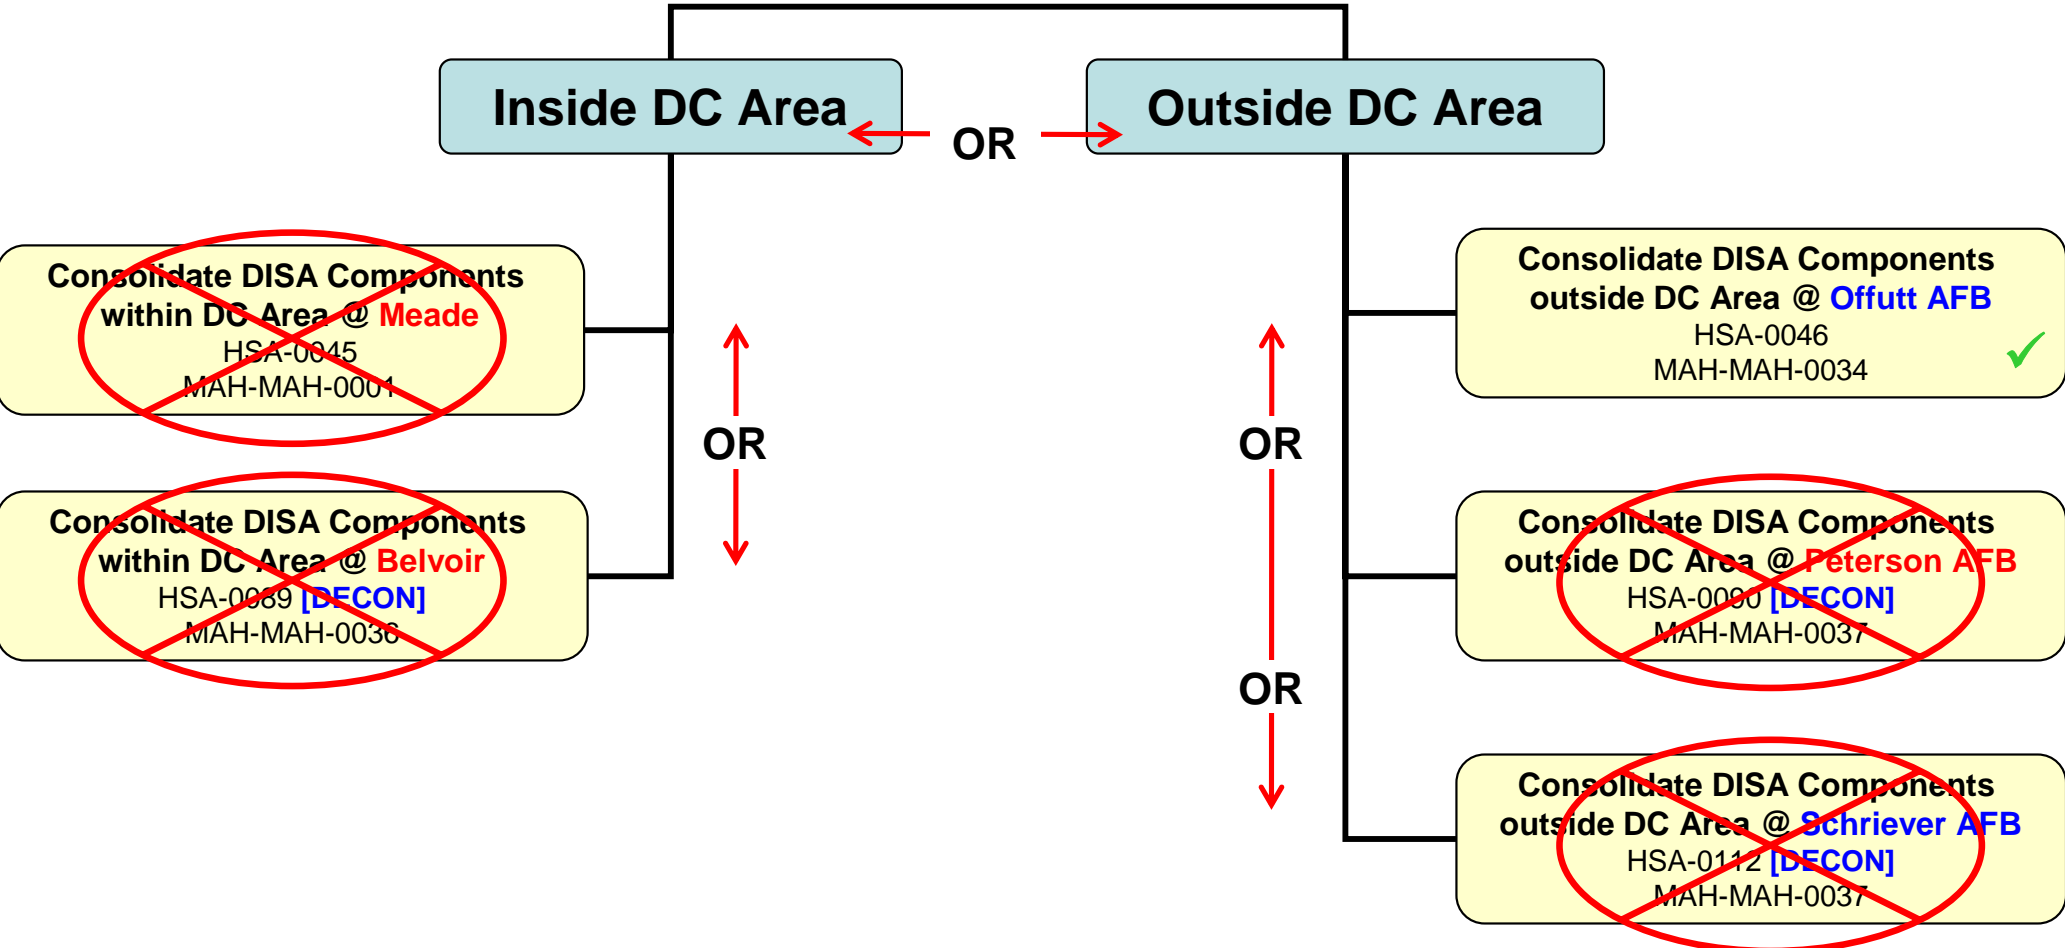 Inside DC Area
OR
Outside DC Area
Consolidate DISA Components
within DC Area @ Meade
HSA-0045
MAH-MAH-0001
OR
Consolidate DISA Components
within DC Area @ Belvoir
HSA-0089 [DECON]
MAH-MAH-0036
Consolidate DISA Components
outside DC Area @ Offutt AFB
HSA-0046
MAH-MAH-0034
OR
Consolidate DISA Components
outside DC Area @ Peterson AFB
HSA-0090 [DECON]
MAH-MAH-0037
OR
Consolidate DISA Components
outside DC Area @ Schriever AFB
HSA-0112 [DECON]
MAH-MAH-0037